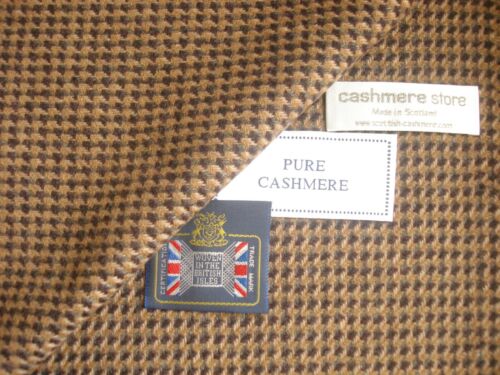 cashmere store
Made in Scotland
www.scottish-cashmere.com
PURE
CASHMERE
CERTIFICATION
WOVEN
IN THE
BRITISH
ISLES
TRADE MARK